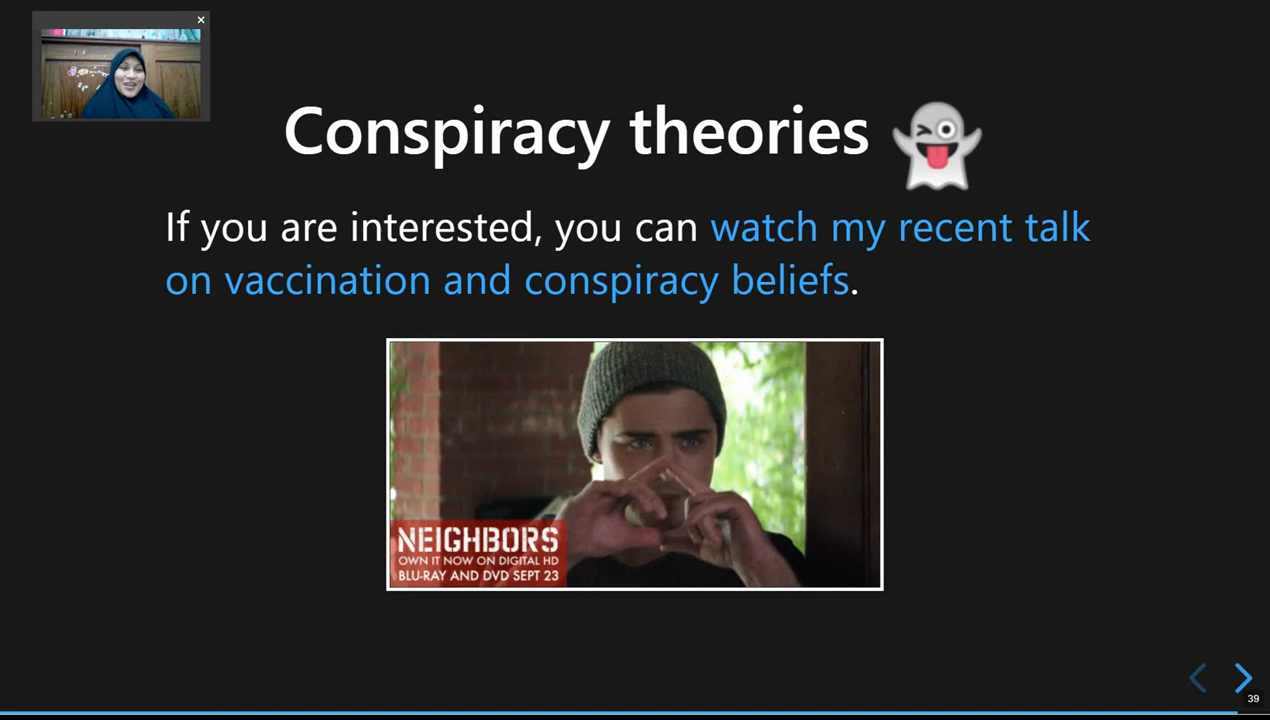 Conspiracy theories
If you are interested, you can watch my recent talk
on vaccination and conspiracy beliefs.
NEIGHBORS
OWN IT NOW ON DIGITAL HD
BLU-RAY AND DVD SEPT 23
39